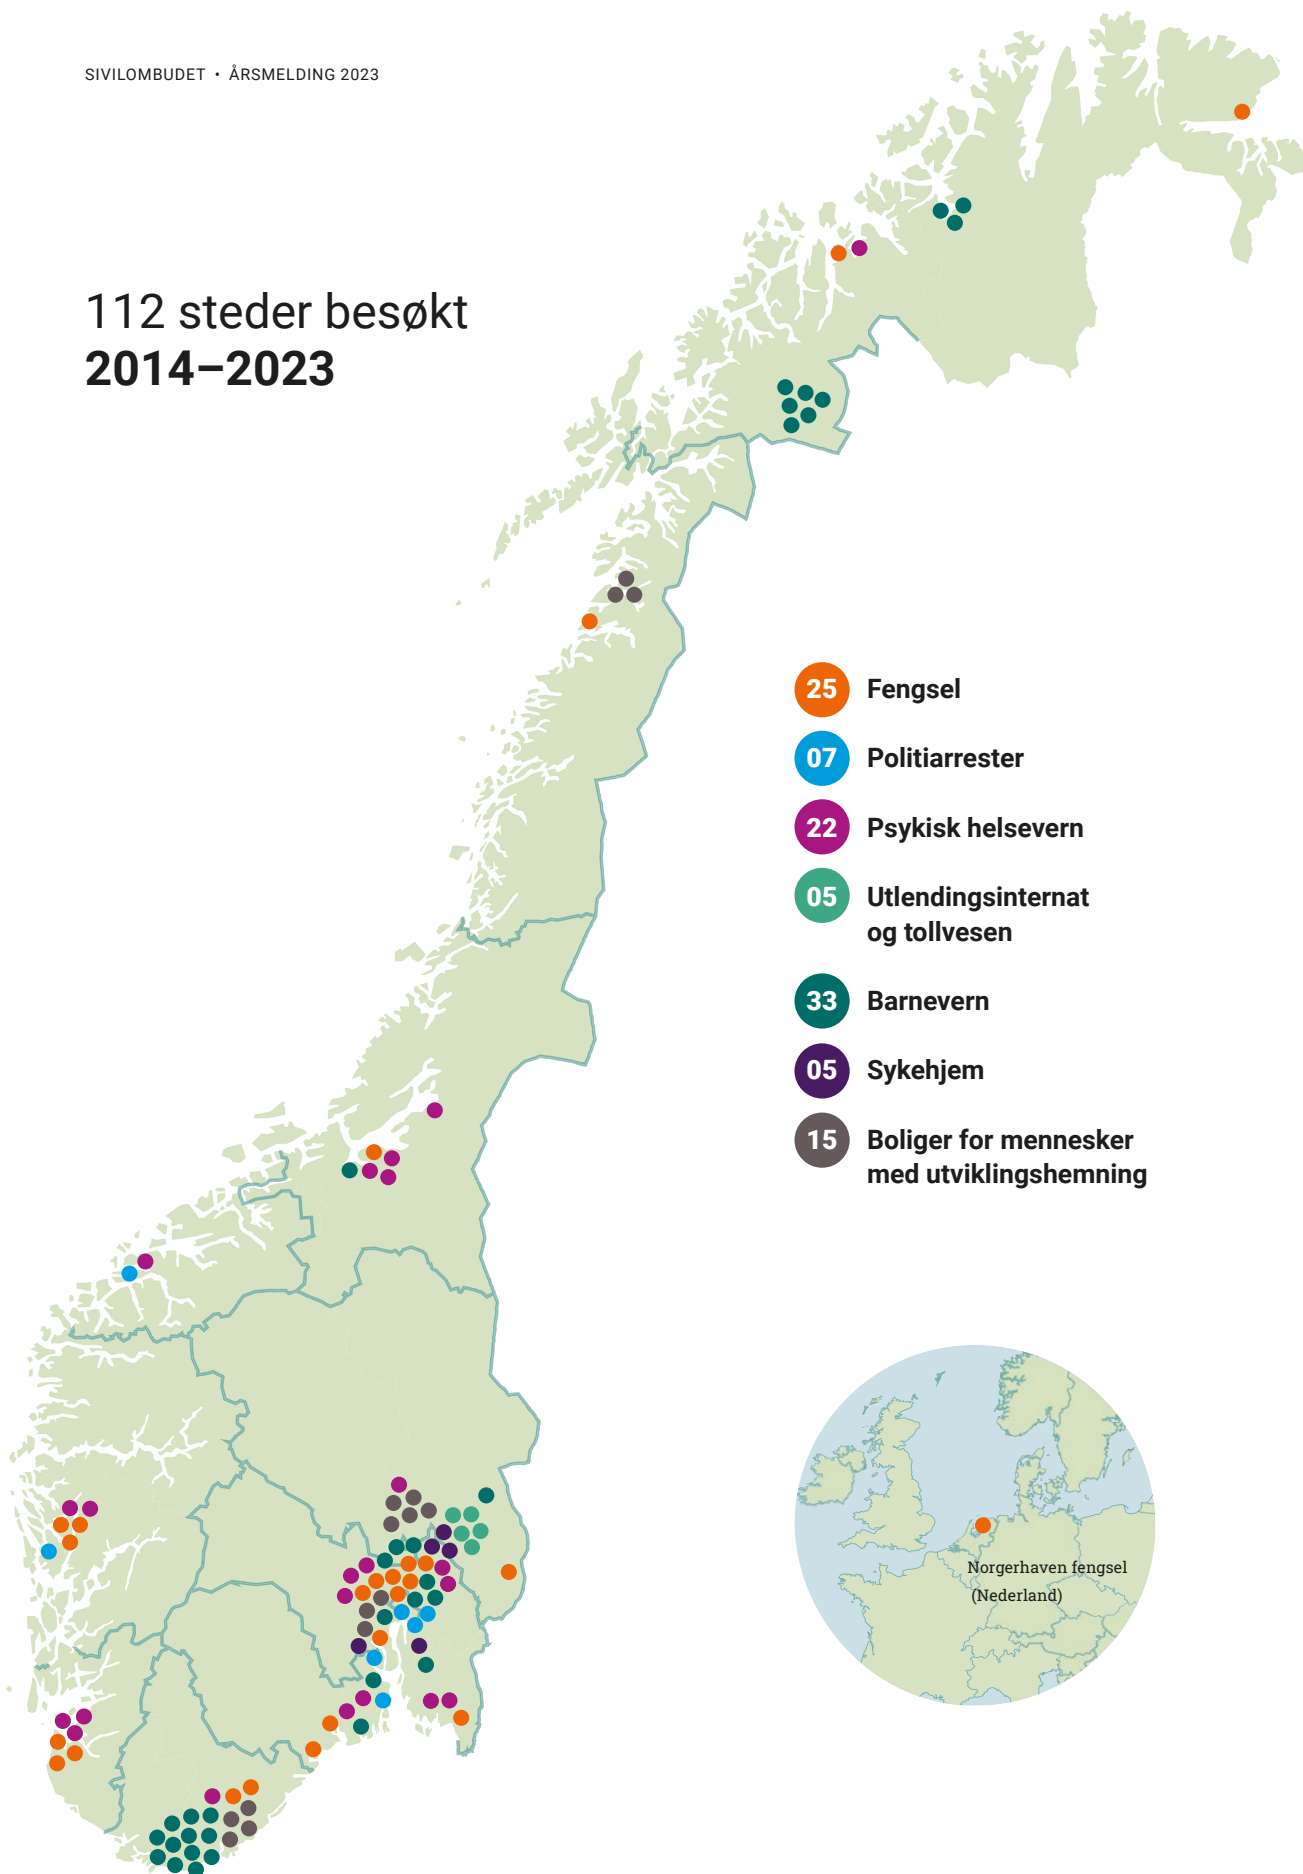 SIVILOMBUDET • ÅRSMELDING 2023
112 steder besøkt
2014–2023
25 Fengsel
07 Politiarrester
22 Psykisk helsevern
05 Utlendingsinternat
og tollvesen
33 Barnevern
05 Sykehjem
15 Boliger for mennesker
med utviklingshemning
Norgerhaven fengsel
(Nederland)